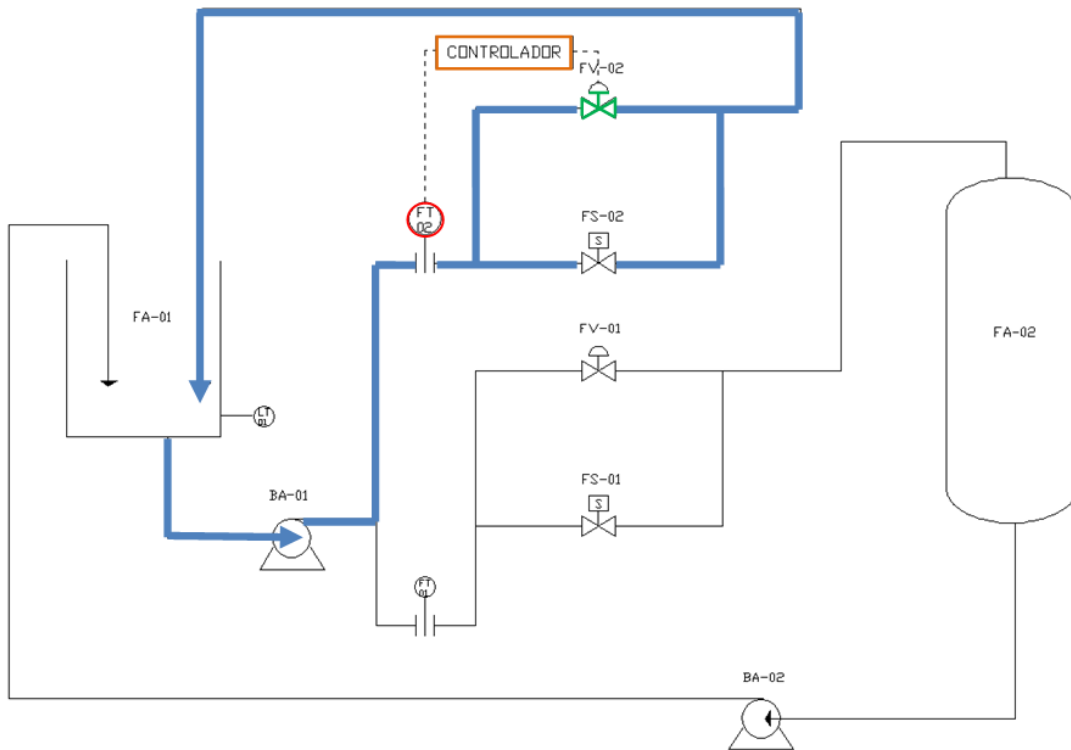 CONTROLADOR
FV-02
FT
02
FS-02
FA-01
FV-01
FA-02
LT
01
BA-01
FS-01
S
S
FT
01
BA-02